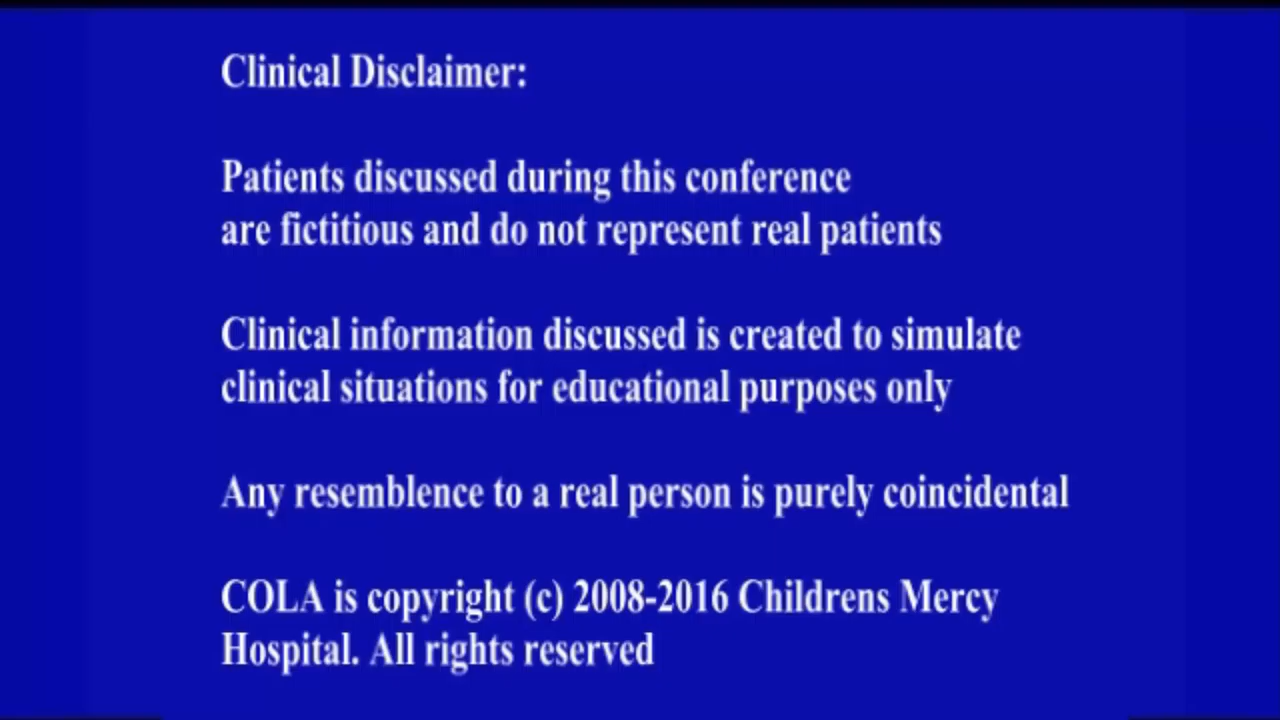 Clinical Disclaimer:
Patients discussed during this conference
are fictitious and do not represent real patients
Clinical information discussed is created to simulate
clinical situations for educational purposes only
Any resemblence to a real person is purely coincidental
COLA is copyright (c) 2008-2016 Childrens Mercy
Hospital. All rights reserved